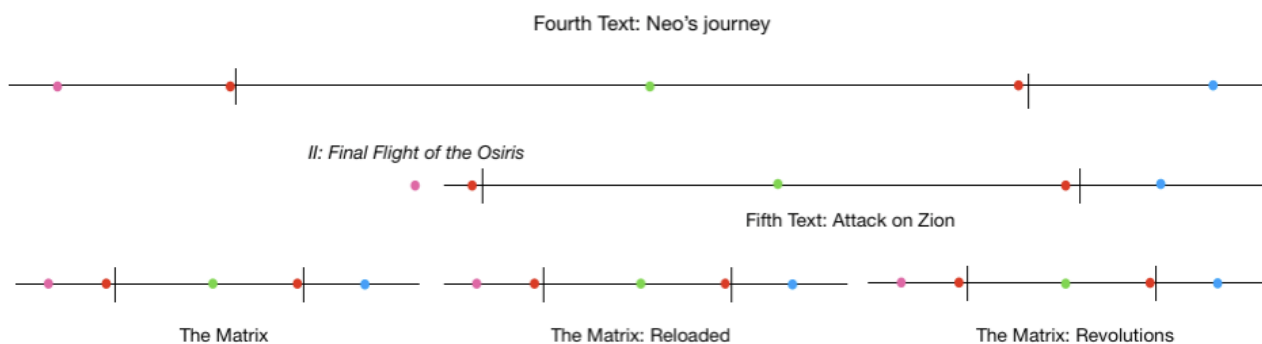 Fourth Text: Neo’s journey
II: Final Flight of the Osiris
Fifth Text: Attack on Zion
The Matrix
The Matrix: Reloaded
The Matrix: Revolutions